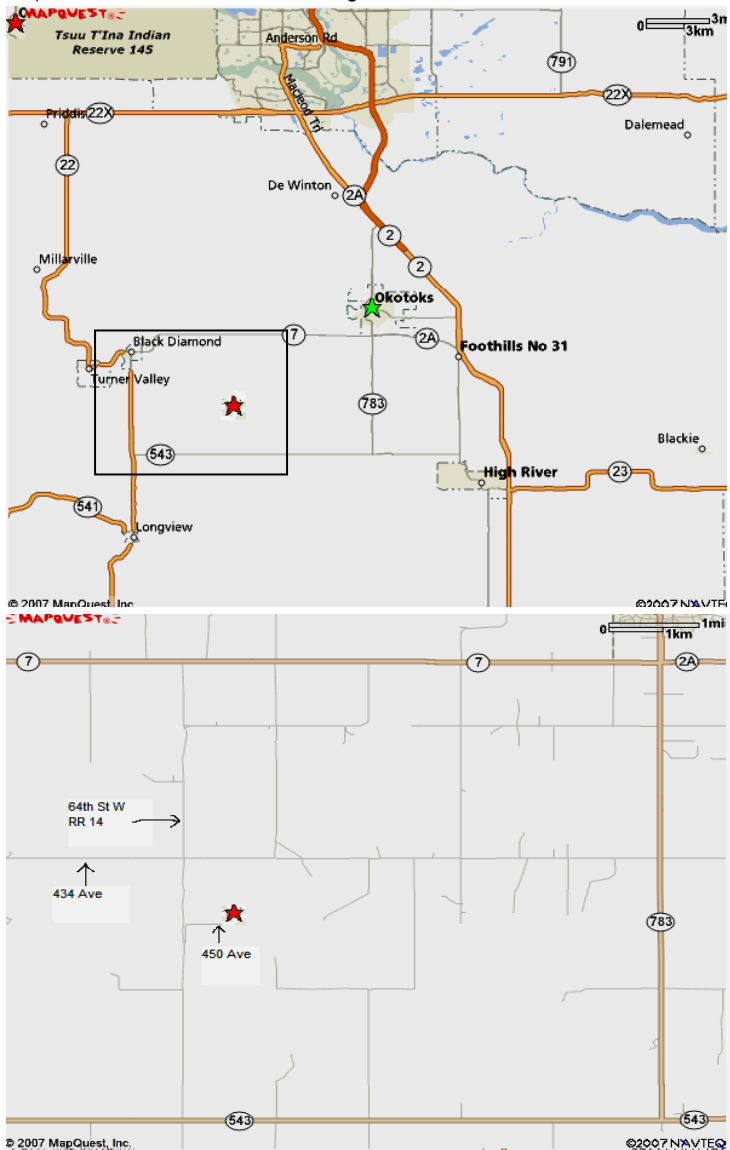 MAPQUEST
3m
0
3km
Tsuu T'Ina Indian
Reserve 145
Anderson Rd
791
Macleod Trl
22X
22X
Priddis
Dalemead
22
De Winton
2A
2
Millarville
2
Okotoks
7
2A
Black Diamond
Foothills No 31
Turner Valley
783
Blackie
543
High River
23
541
Longview
© 2007 MapQuest, Inc.
©2007 NAVTEQ
MAPQUEST
0
1mi
1km
7
7
2A
64th St W
RR 14
434 Ave
783
450 Ave
543
543
© 2007 MapQuest, Inc.
©2007 NAVTEQ